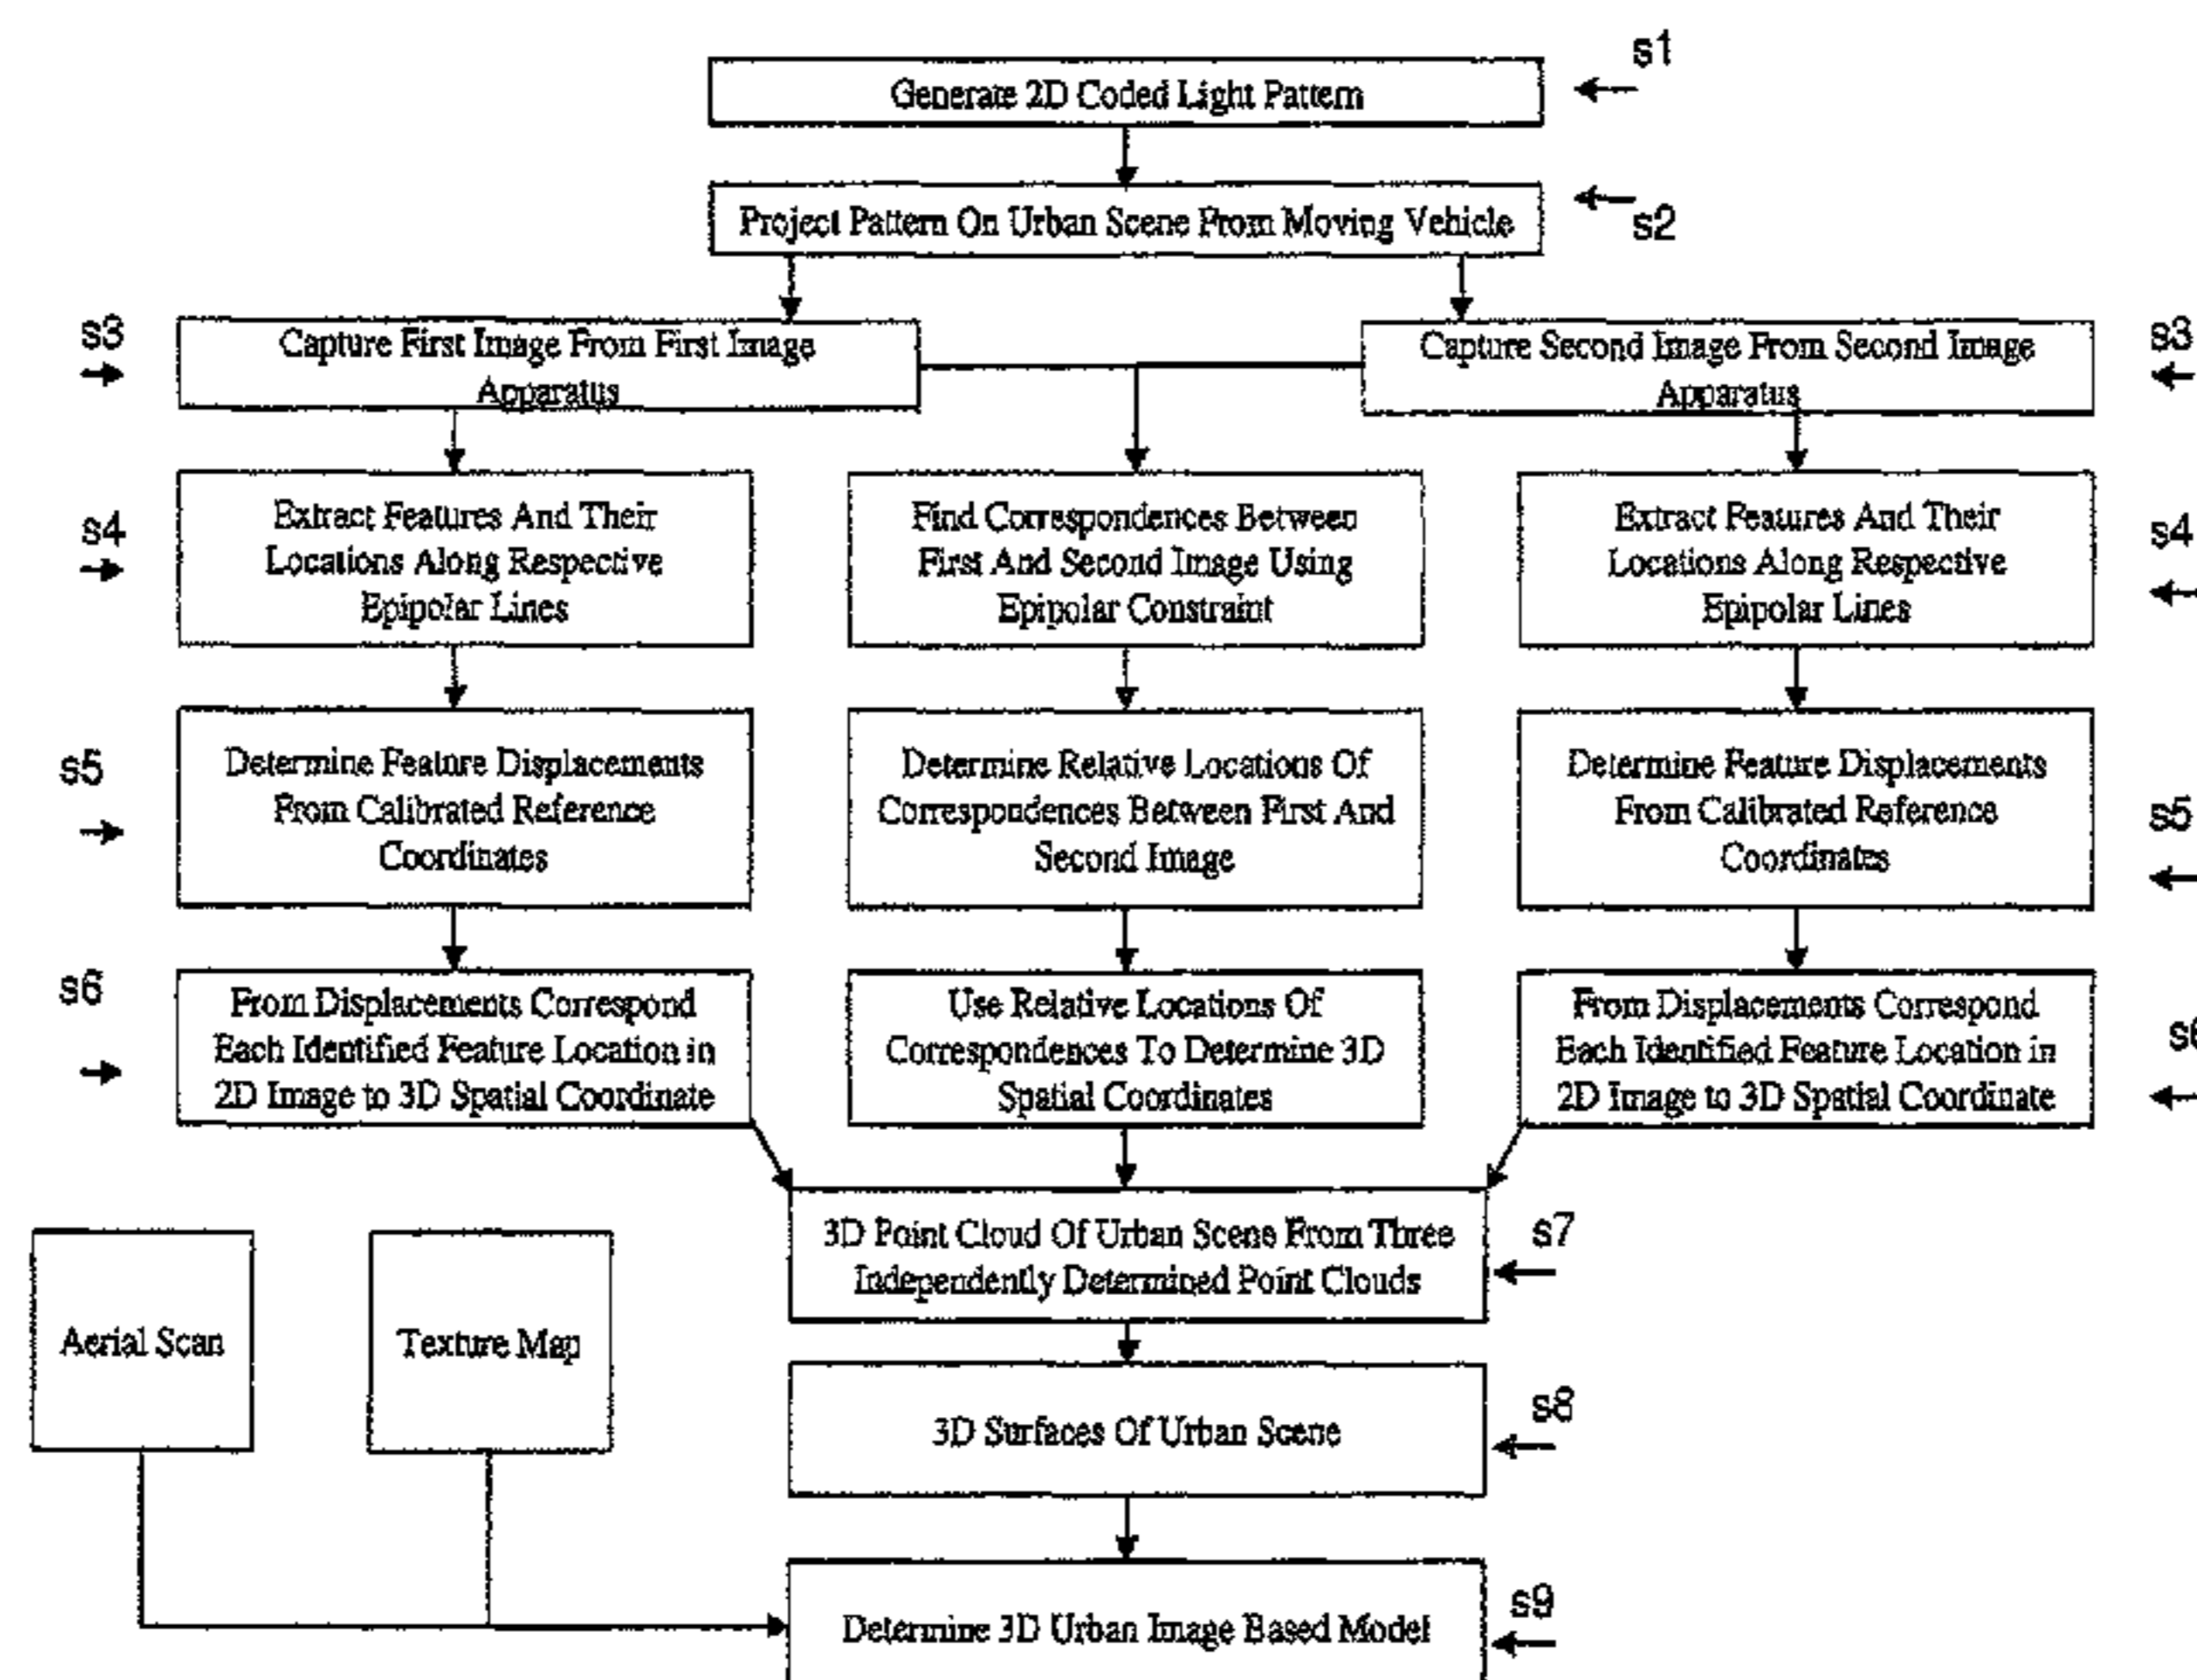 s1
Generate 2D Coded Light Pattern
Project Pattern On Urban Scene From Moving Vehicle
s2
s3
Capture First Image From First Image
Apparatus
Capture Second Image From Second Image
Apparatus
s3
s4
Extract Features And Their
Locations Along Respective
Epipolar Lines
Find Correspondences Between
First And Second Image Using
Epipolar Constraint
Extract Features And Their
Locations Along Respective
Epipolar Lines
s4
s5
Determine Feature Displacements
From Calibrated Reference
Coordinates
Determine Relative Locations Of
Correspondences Between First And
Second Image
Determine Feature Displacements
From Calibrated Reference
Coordinates
s5
s6
From Displacements Correspond
Each Identified Feature Location in
2D Image to 3D Spatial Coordinate
Use Relative Locations Of
Correspondences To Determine 3D
Spatial Coordinates
From Displacements Correspond
Each Identified Feature Location in
2D Image to 3D Spatial Coordinate
s6
3D Point Cloud Of Urban Scene From Three
Independently Determined Point Clouds
s7
Aerial Scan
Texture Map
3D Surfaces Of Urban Scene
s8
Determine 3D Urban Image Based Model
s9